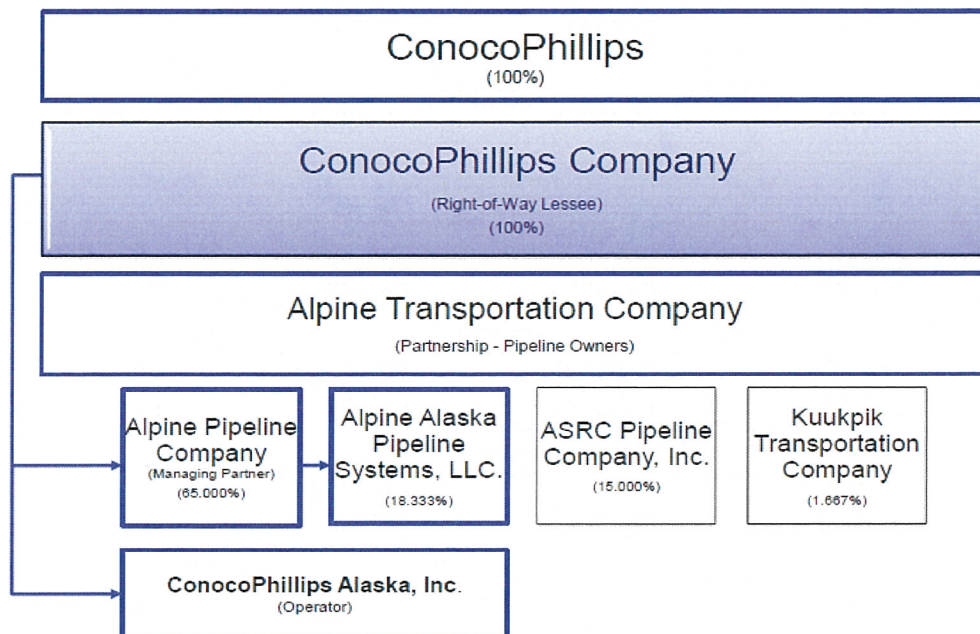 ConocoPhillips
(100%)
ConocoPhillips Company
(Right-of-Way Lessee)
(100%)
Alpine Transportation Company
(Partnership - Pipeline Owners)
Alpine Pipeline
Company
(Managing Partner)
(65.000%)
Alpine Alaska
Pipeline
Systems, LLC.
(18.333%)
ASRC Pipeline
Company, Inc.
(15.000%)
Kuukpik
Transportation
Company
(1.667%)
ConocoPhillips Alaska, Inc.
(Operator)